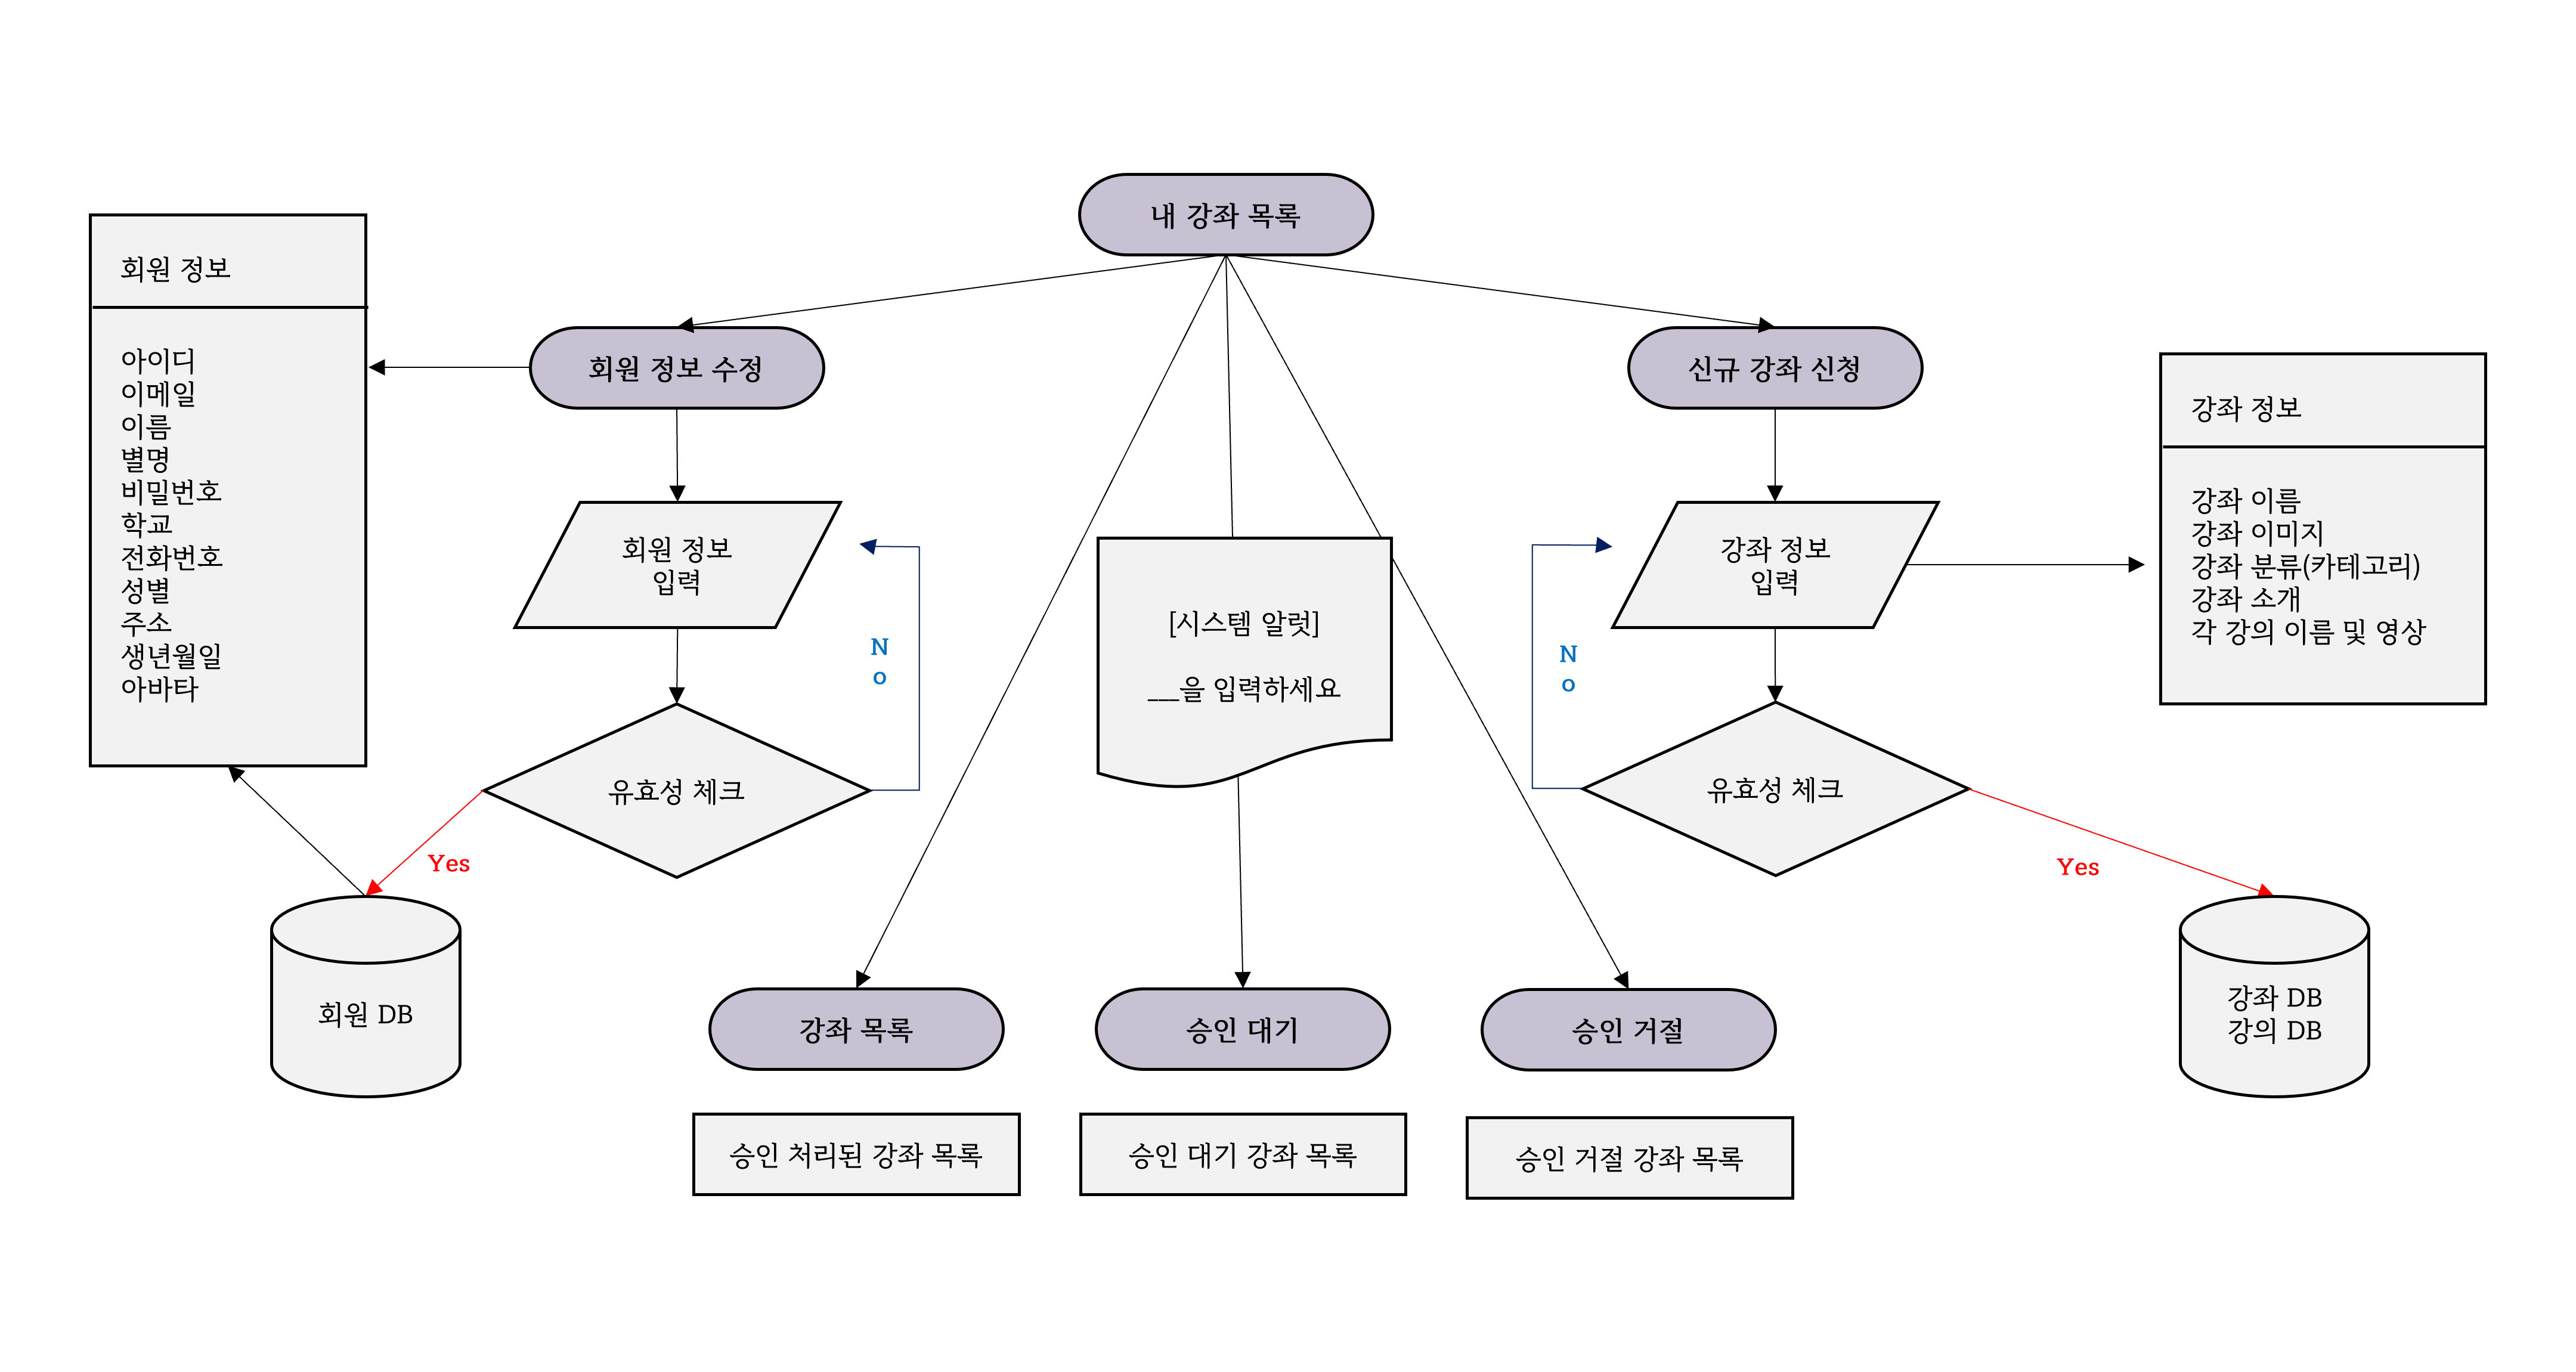 내 강좌 목록
회원 정보
아이디
이메일
이름
별명
비밀번호
학교
전화번호
성별
주소
생년월일
아바타
회원 정보 수정
신규 강좌 신청
강좌 정보
강좌 이름
강좌 이미지
강좌 분류(카테고리)
강좌 소개
각 강의 이름 및 영상
회원 정보
입력
강좌 정보
입력
N
o
[시스템 알럿]
___을 입력하세요
N
o
유효성 체크
유효성 체크
Yes
Yes
회원 DB
강좌 목록
승인 대기
승인 거절
강좌 DB
강의 DB
승인 처리된 강좌 목록
승인 대기 강좌 목록
승인 거절 강좌 목록